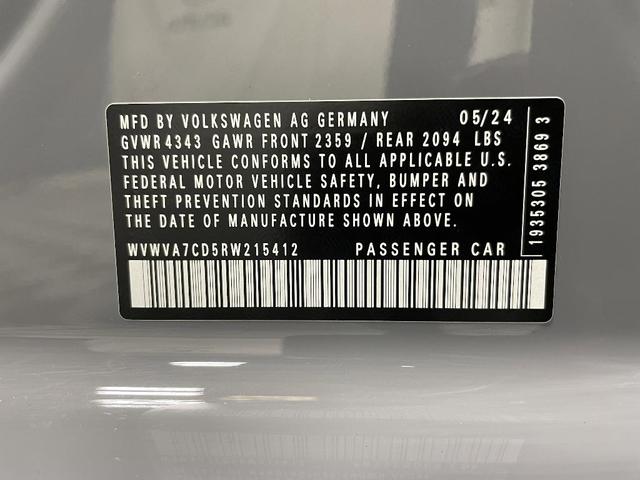 MFD BY VOLKSWAGEN AG GERMANY 05/24
GVWR 4343 GAWR FRONT 2359 / REAR 2094 LBS
THIS VEHICLE CONFORMS TO ALL APPLICABLE U.S.
FEDERAL MOTOR VEHICLE SAFETY, BUMPER AND
THEFT PREVENTION STANDARDS IN EFFECT ON
THE DATE OF MANUFACTURE SHOWN ABOVE.
WVWVA7CD5RW215412 PASSENGER CAR
1935305 3869 3